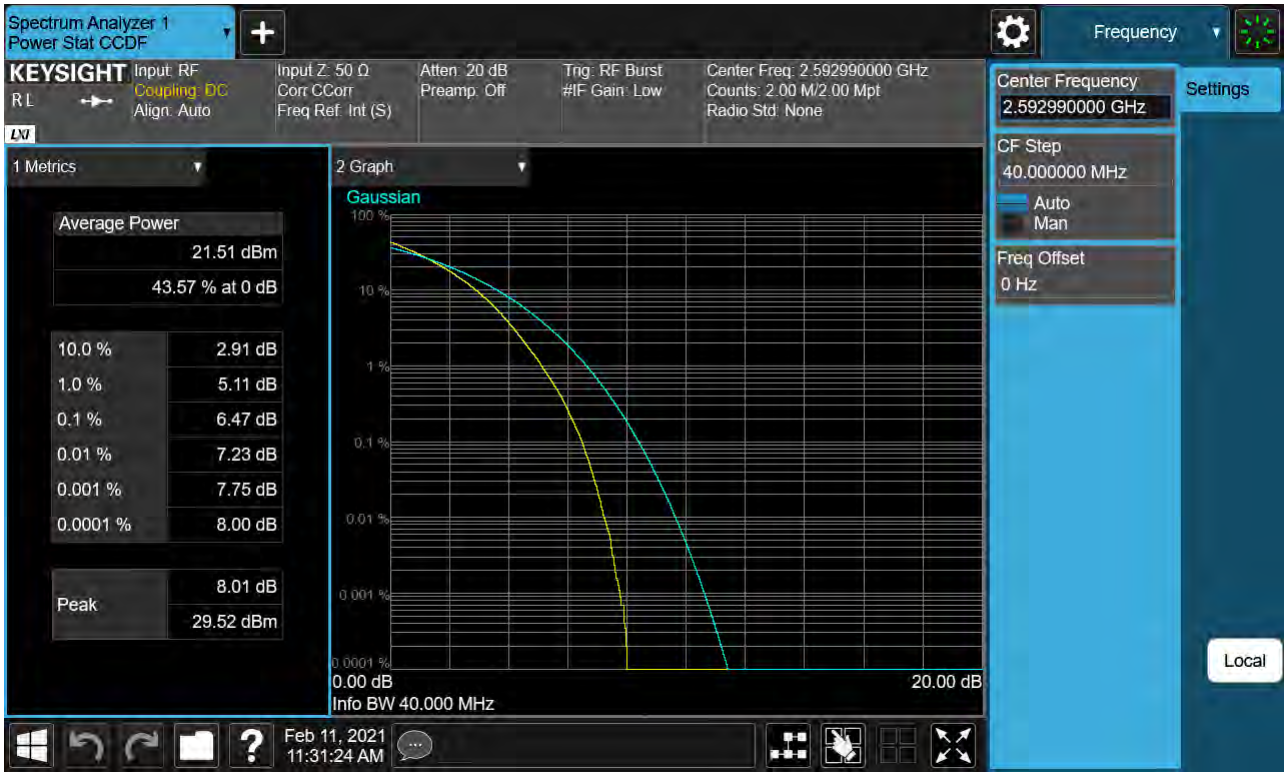 Spectrum Analyzer 1
Power Stat CCDF
+
Frequency
KEYSIGHT
RL
LXI
Input: RF
Coupling: DC
Align: Auto
Input Z: 50 Ω
Corr CCorr
Freq Ref: Int (S)
Atten: 20 dB
Preamp: Off
Trig: RF Burst
#IF Gain: Low
Center Freq: 2.592990000 GHz
Counts: 2.00 M/2.00 Mpt
Radio Std: None
Center Frequency
2.592990000 GHz
Settings
CF Step
40.000000 MHz
Auto
Man
Freq Offset
0 Hz
Local
1 Metrics
Average Power
21.51 dBm
43.57 % at 0 dB
10.0 % 2.91 dB
1.0 % 5.11 dB
0.1 % 6.47 dB
0.01 % 7.23 dB
0.001 % 7.75 dB
0.0001 % 8.00 dB
Peak
8.01 dB
29.52 dBm
2 Graph
Gaussian
100 %
10 %
1 %
0.1 %
0.01 %
0.001 %
0.0001 %
0.00 dB 20.00 dB
Info BW 40.000 MHz
?
Feb 11, 2021
11:31:24 AM